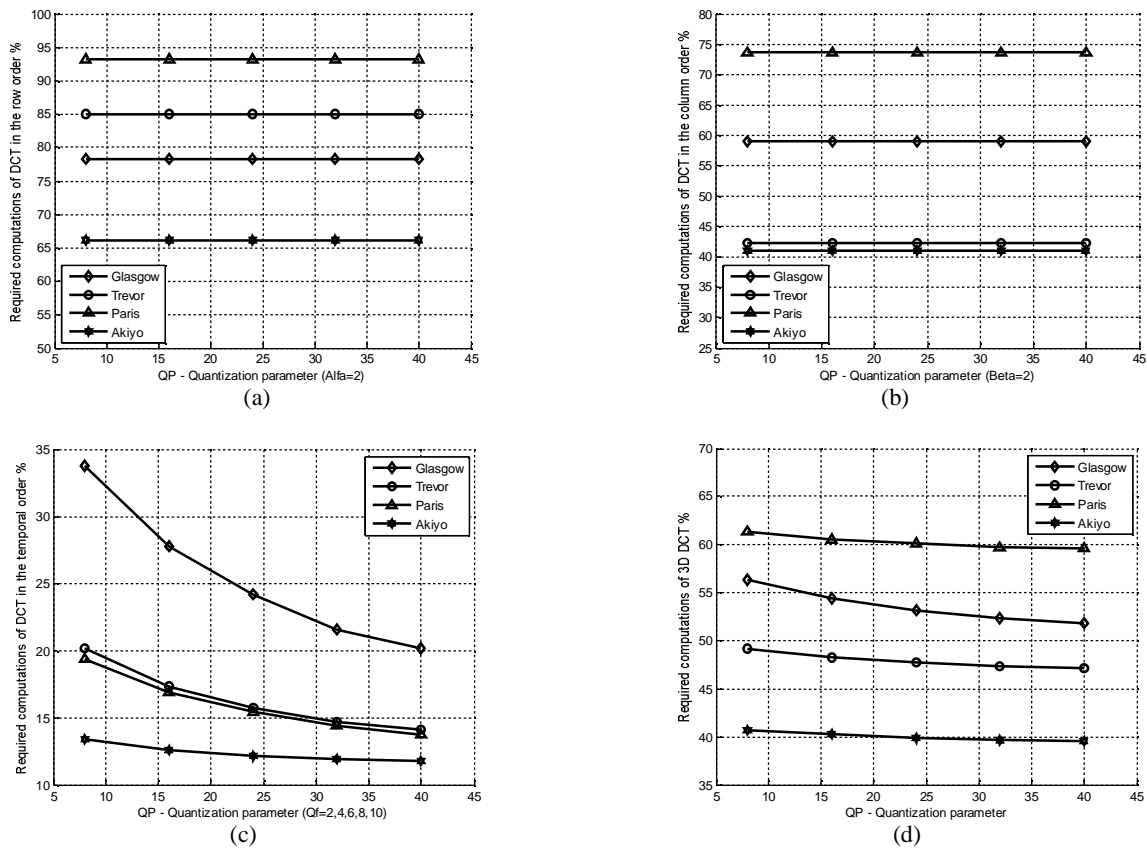 100
95
90
85
80
75
70
65
60
55
50
Required computations of DCT in the row order %
Glasgow
Trevor
Paris
Akiyo
5 10 15 20 25 30 35 40 45
QP - Quantization parameter (Alfa=2)
(a)
80
75
70
65
60
55
50
45
40
35
30
25
Required computations of DCT in the column order %
Glasgow
Trevor
Paris
Akiyo
5 10 15 20 25 30 35 40 45
QP - Quantization parameter (Beta=2)
(b)
35
30
25
20
15
10
Required computations of DCT in the temporal order %
Glasgow
Trevor
Paris
Akiyo
5 10 15 20 25 30 35 40 45
QP - Quantization parameter (Qf=2,4,6,8,10)
(c)
70
65
60
55
50
45
40
35
Required computations of 3D DCT %
Glasgow
Trevor
Paris
Akiyo
5 10 15 20 25 30 35 40 45
QP - Quantization parameter
(d)